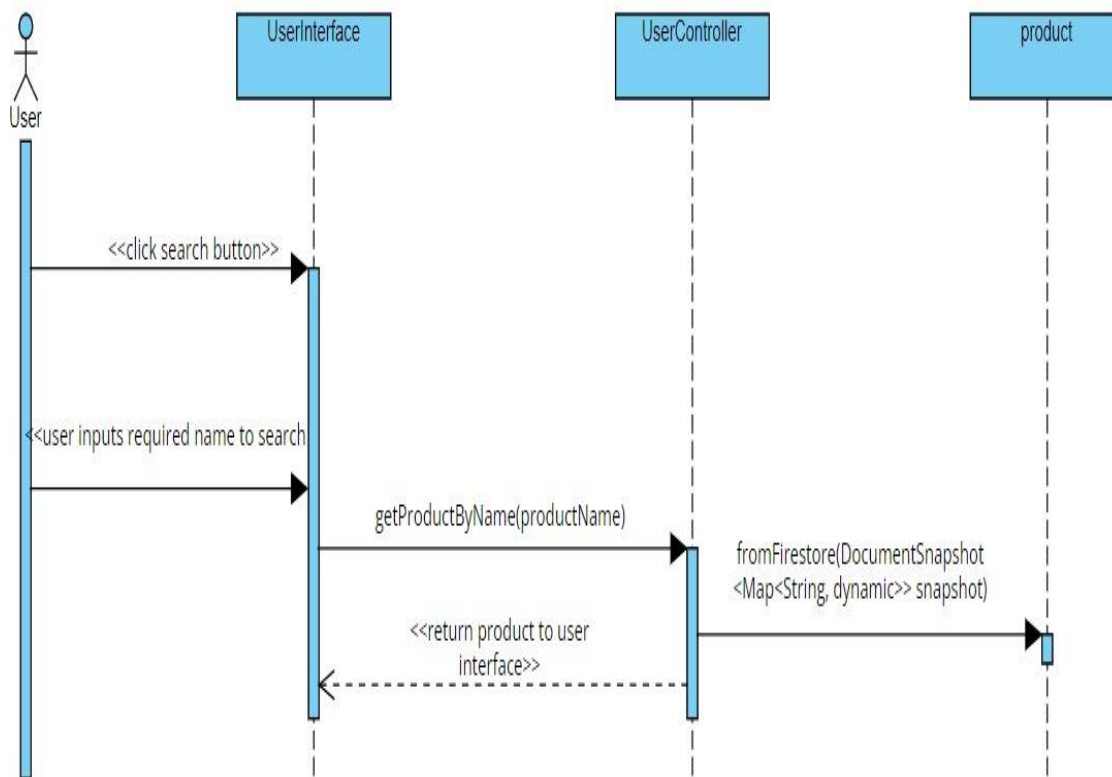 UserInterface
UserController
product
User
<<click search button>>
<<user inputs required name to search
getProductByName(productName)
fromFirestore(DocumentSnapshot
<Map<String, dynamic>> snapshot)
<<return product to user
interface>>